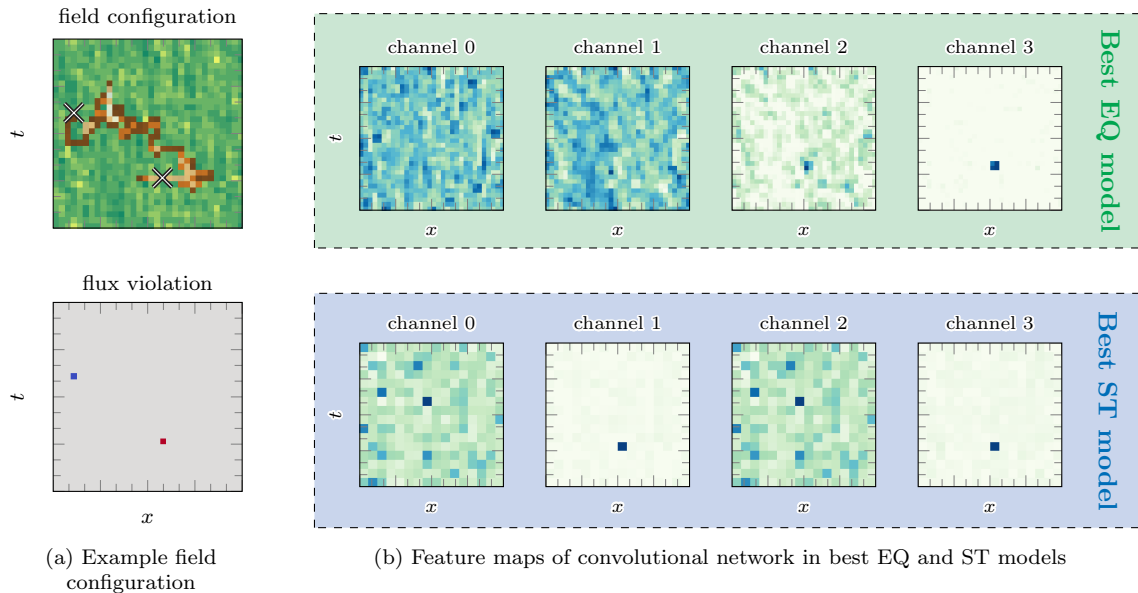 field configuration
t
flux violation
t
x
(a) Example field
configuration
channel 0
channel 1
channel 2
channel 3
t
x
x
x
x
Best EQ model
channel 0
channel 1
channel 2
channel 3
t
x
x
x
x
Best ST model
(b) Feature maps of convolutional network in best EQ and ST models